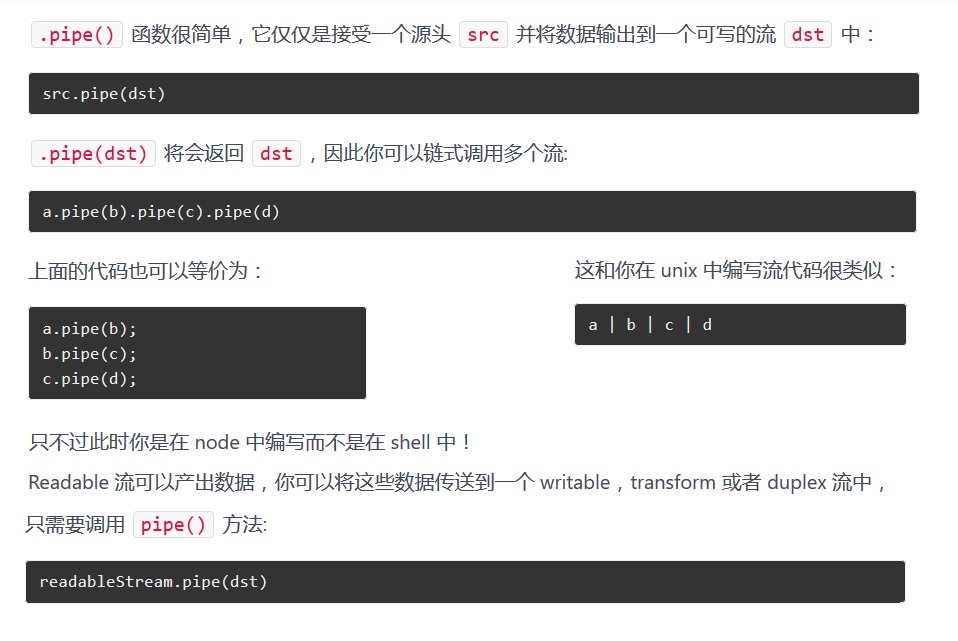 .pipe() 函数很简单，它仅仅是接受一个源头 src 并将数据输出到一个可写的流 dst 中：
src.pipe(dst)
.pipe(dst) 将会返回 dst ，因此你可以链式调用多个流:
a.pipe(b).pipe(c).pipe(d)
上面的代码也可以等价为：
a.pipe(b);
b.pipe(c);
c.pipe(d);
这和你在 unix 中编写流代码很类似：
a | b | c | d
只不过此时你是在 node 中编写而不是在 shell 中！
Readable 流可以产出数据，你可以将这些数据传送到一个 writable，transform 或者 duplex 流中，
只需要调用 pipe() 方法:
readableStream.pipe(dst)